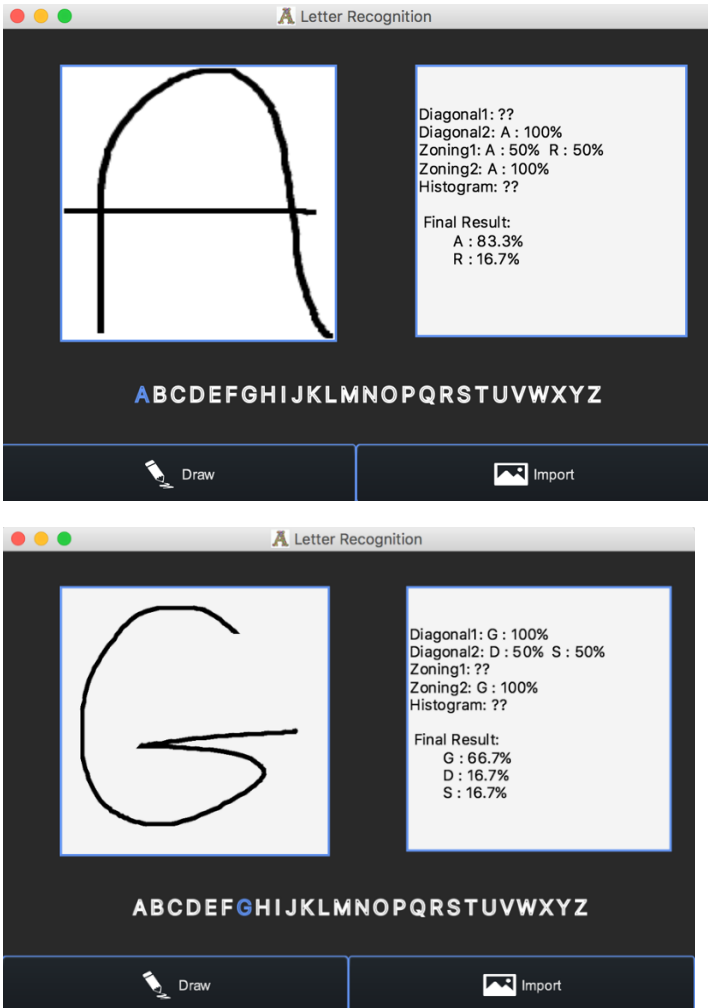 Letter Recognition
A
Diagonal1: ??
Diagonal2: A : 100%
Zoning1: A : 50%  R : 50%
Zoning2: A : 100%
Histogram: ??
Final Result:
A : 83.3%
R : 16.7%
ABCDEFGHIJKLMNOPQRSTUVWXYZ
Draw
Import
Letter Recognition
G
Diagonal1: G : 100%
Diagonal2: D : 50%  S : 50%
Zoning1: ??
Zoning2: G : 100%
Histogram: ??
Final Result:
G : 66.7%
D : 16.7%
S : 16.7%
ABCDEFGHIJKLMNOPQRSTUVWXYZ
Draw
Import